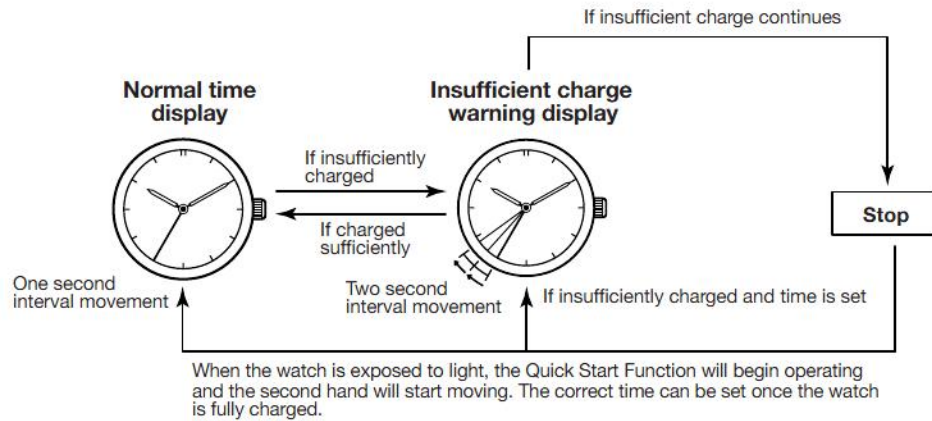 If insufficient charge continues
Normal time
display
Insufficient charge
warning display
If insufficiently
charged
If charged
sufficiently
Stop
One second
interval movement
Two second
interval movement
If insufficiently charged and time is set
When the watch is exposed to light, the Quick Start Function will begin operating
and the second hand will start moving. The correct time can be set once the watch
is fully charged.